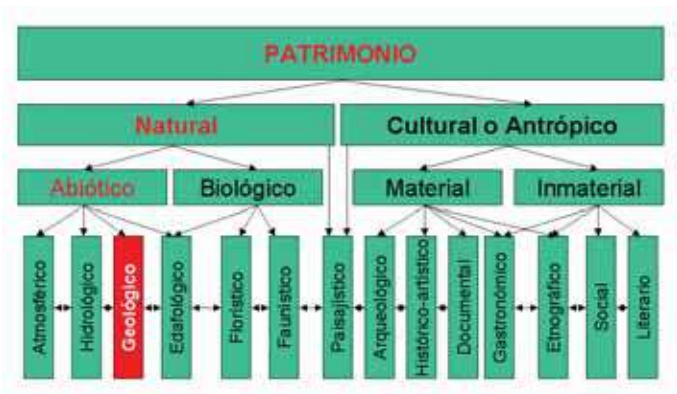 PATRIMONIO
Natural
Cultural o Antrópico
Abiótico
Biológico
Material
Inmaterial
Atmosférico
Hidrológico
Geológico
Edafológico
Florístico
Faunístico
Paisajístico
Arqueológico
Histórico-artístico
Documental
Gastronómico
Etnográfico
Social
Literario